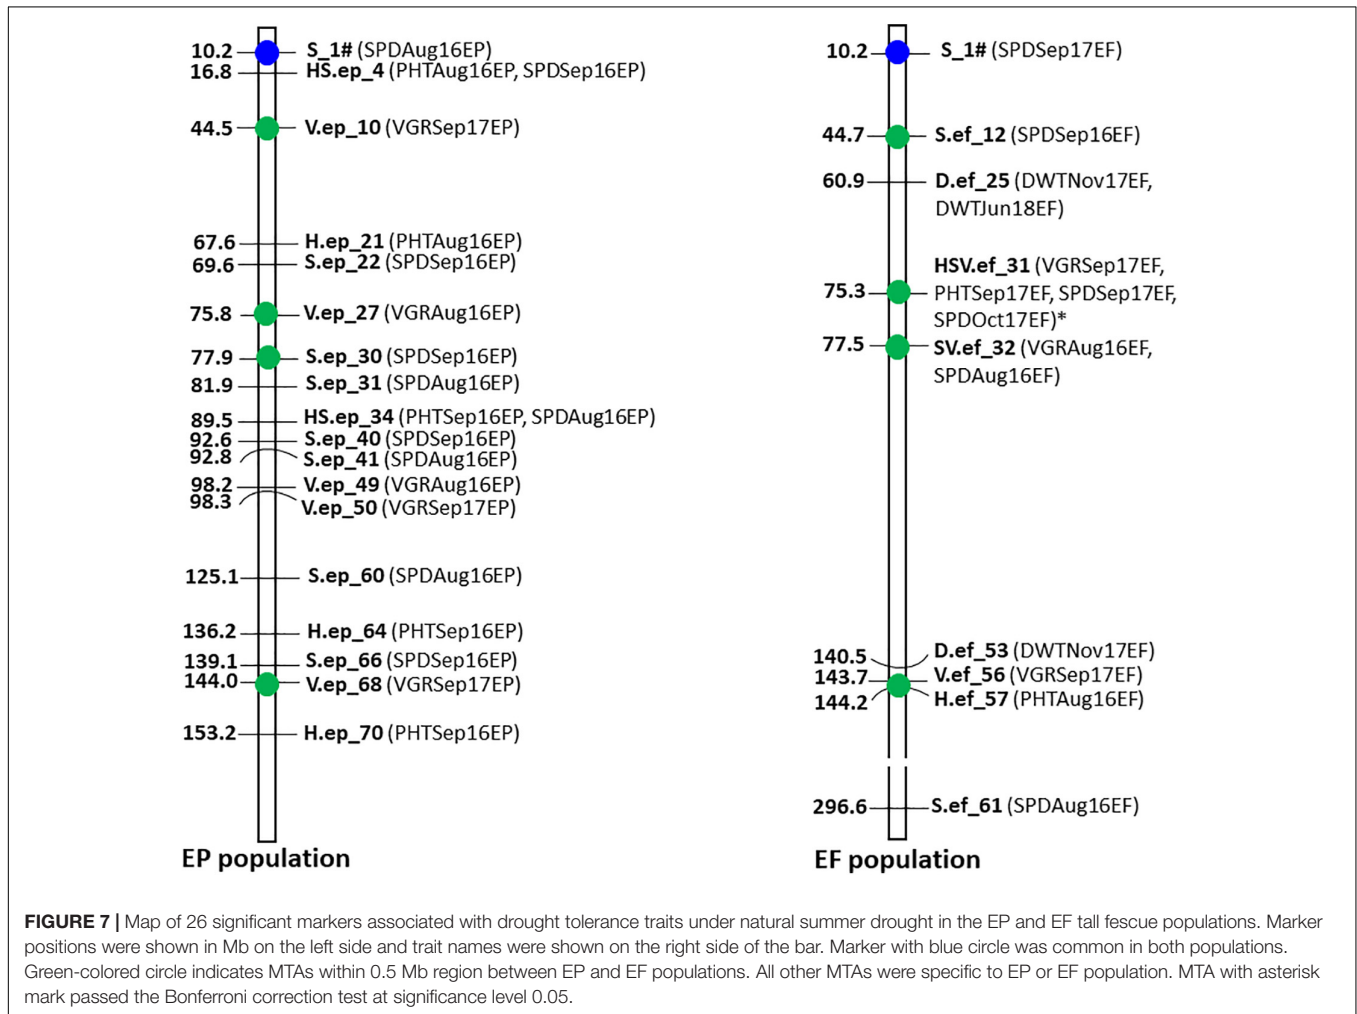 10.2 S_1# (SPDAug16EP)
16.8 HS.ep_4 (PHTAug16EP, SPDSep16EP)
44.5 V.ep_10 (VGRSep17EP)
67.6 H.ep_21 (PHTAug16EP)
69.6 S.ep_22 (SPDSep16EP)
75.8 V.ep_27 (VGRAug16EP)
77.9 S.ep_30 (SPDSep16EP)
81.9 S.ep_31 (SPDAug16EP)
89.5 HS.ep_34 (PHTSep16EP, SPDAug16EP)
92.6 S.ep_40 (SPDSep16EP)
92.8 S.ep_41 (SPDAug16EP)
98.2 V.ep_49 (VGRAug16EP)
98.3 V.ep_50 (VGRSep17EP)
125.1 S.ep_60 (SPDAug16EP)
136.2 H.ep_64 (PHTSep16EP)
139.1 S.ep_66 (SPDSep16EP)
144.0 V.ep_68 (VGRSep17EP)
153.2 H.ep_70 (PHTSep16EP)
EP population
10.2 S_1# (SPDSep17EF)
44.7 S.ef_12 (SPDSep16EF)
60.9 D.ef_25 (DWTNov17EF,
DWTJun18EF)
HSV.ef_31 (VGRSep17EF,
75.3 PHTSep17EF, SPDSep17EF,
SPDOct17EF)*
77.5 SV.ef_32 (VGRAug16EF,
SPDAug16EF)
140.5 D.ef_53 (DWTNov17EF)
143.7 V.ef_56 (VGRSep17EF)
144.2 H.ef_57 (PHTAug16EF)
296.6 S.ef_61 (SPDAug16EF)
EF population
FIGURE 7 | Map of 26 significant markers associated with drought tolerance traits under natural summer drought in the EP and EF tall fescue populations. Marker
positions were shown in Mb on the left side and trait names were shown on the right side of the bar. Marker with blue circle was common in both populations.
Green-colored circle indicates MTAs within 0.5 Mb region between EP and EF populations. All other MTAs were specific to EP or EF population. MTA with asterisk
mark passed the Bonferroni correction test at significance level 0.05.